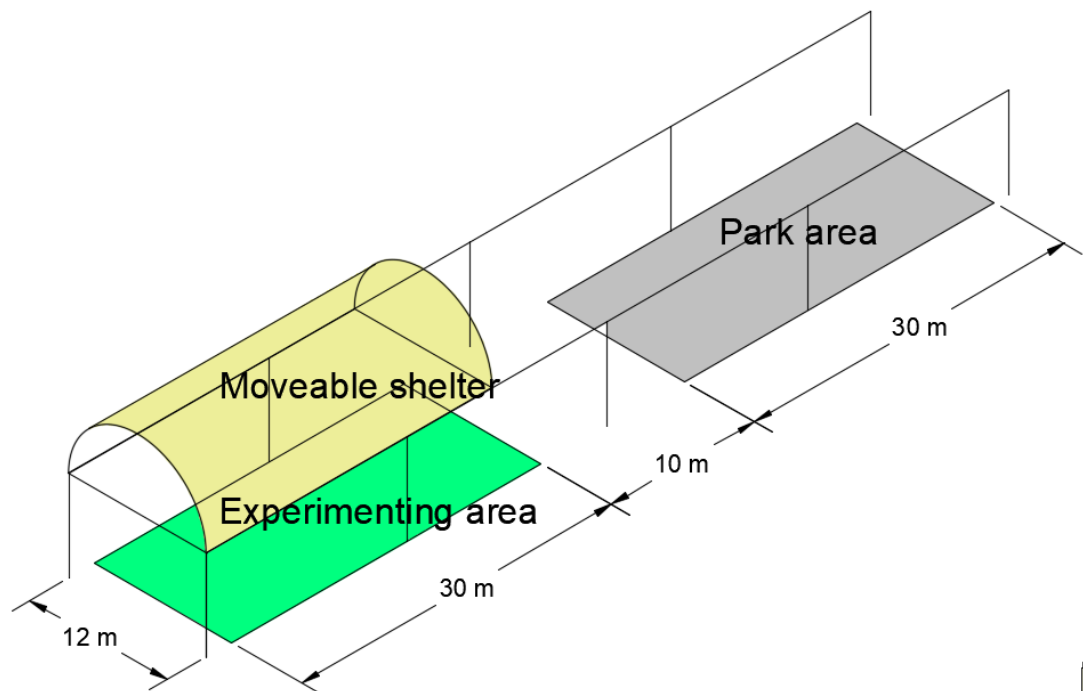 Park area
30 m
Moveable shelter
10 m
Experimenting area
30 m
12 m